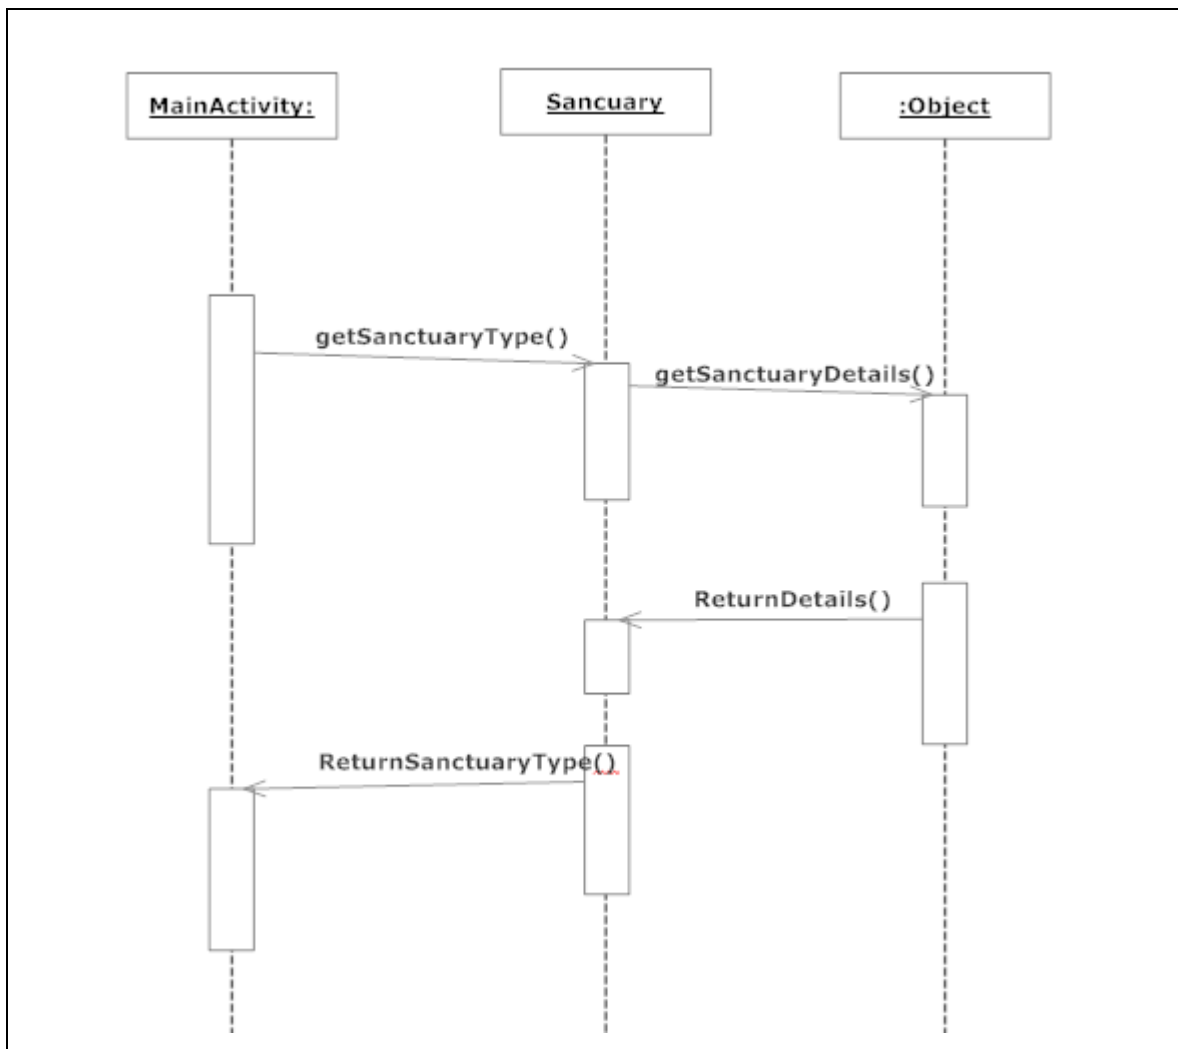 MainActivity:
Sancuary
:Object
getSanctuaryType()
getSanctuaryDetails()
ReturnDetails()
ReturnSanctuaryType()